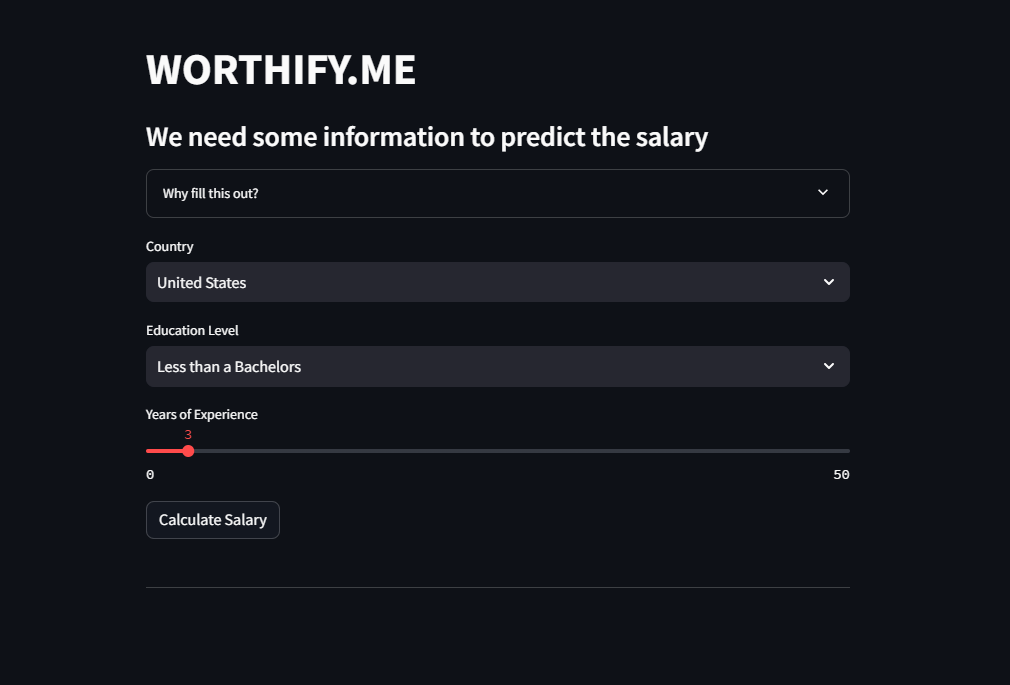 WORTHIFY.ME
We need some information to predict the salary
Why fill this out?
Country
United States
Education Level
Less than a Bachelors
Years of Experience
3
0 50
Calculate Salary